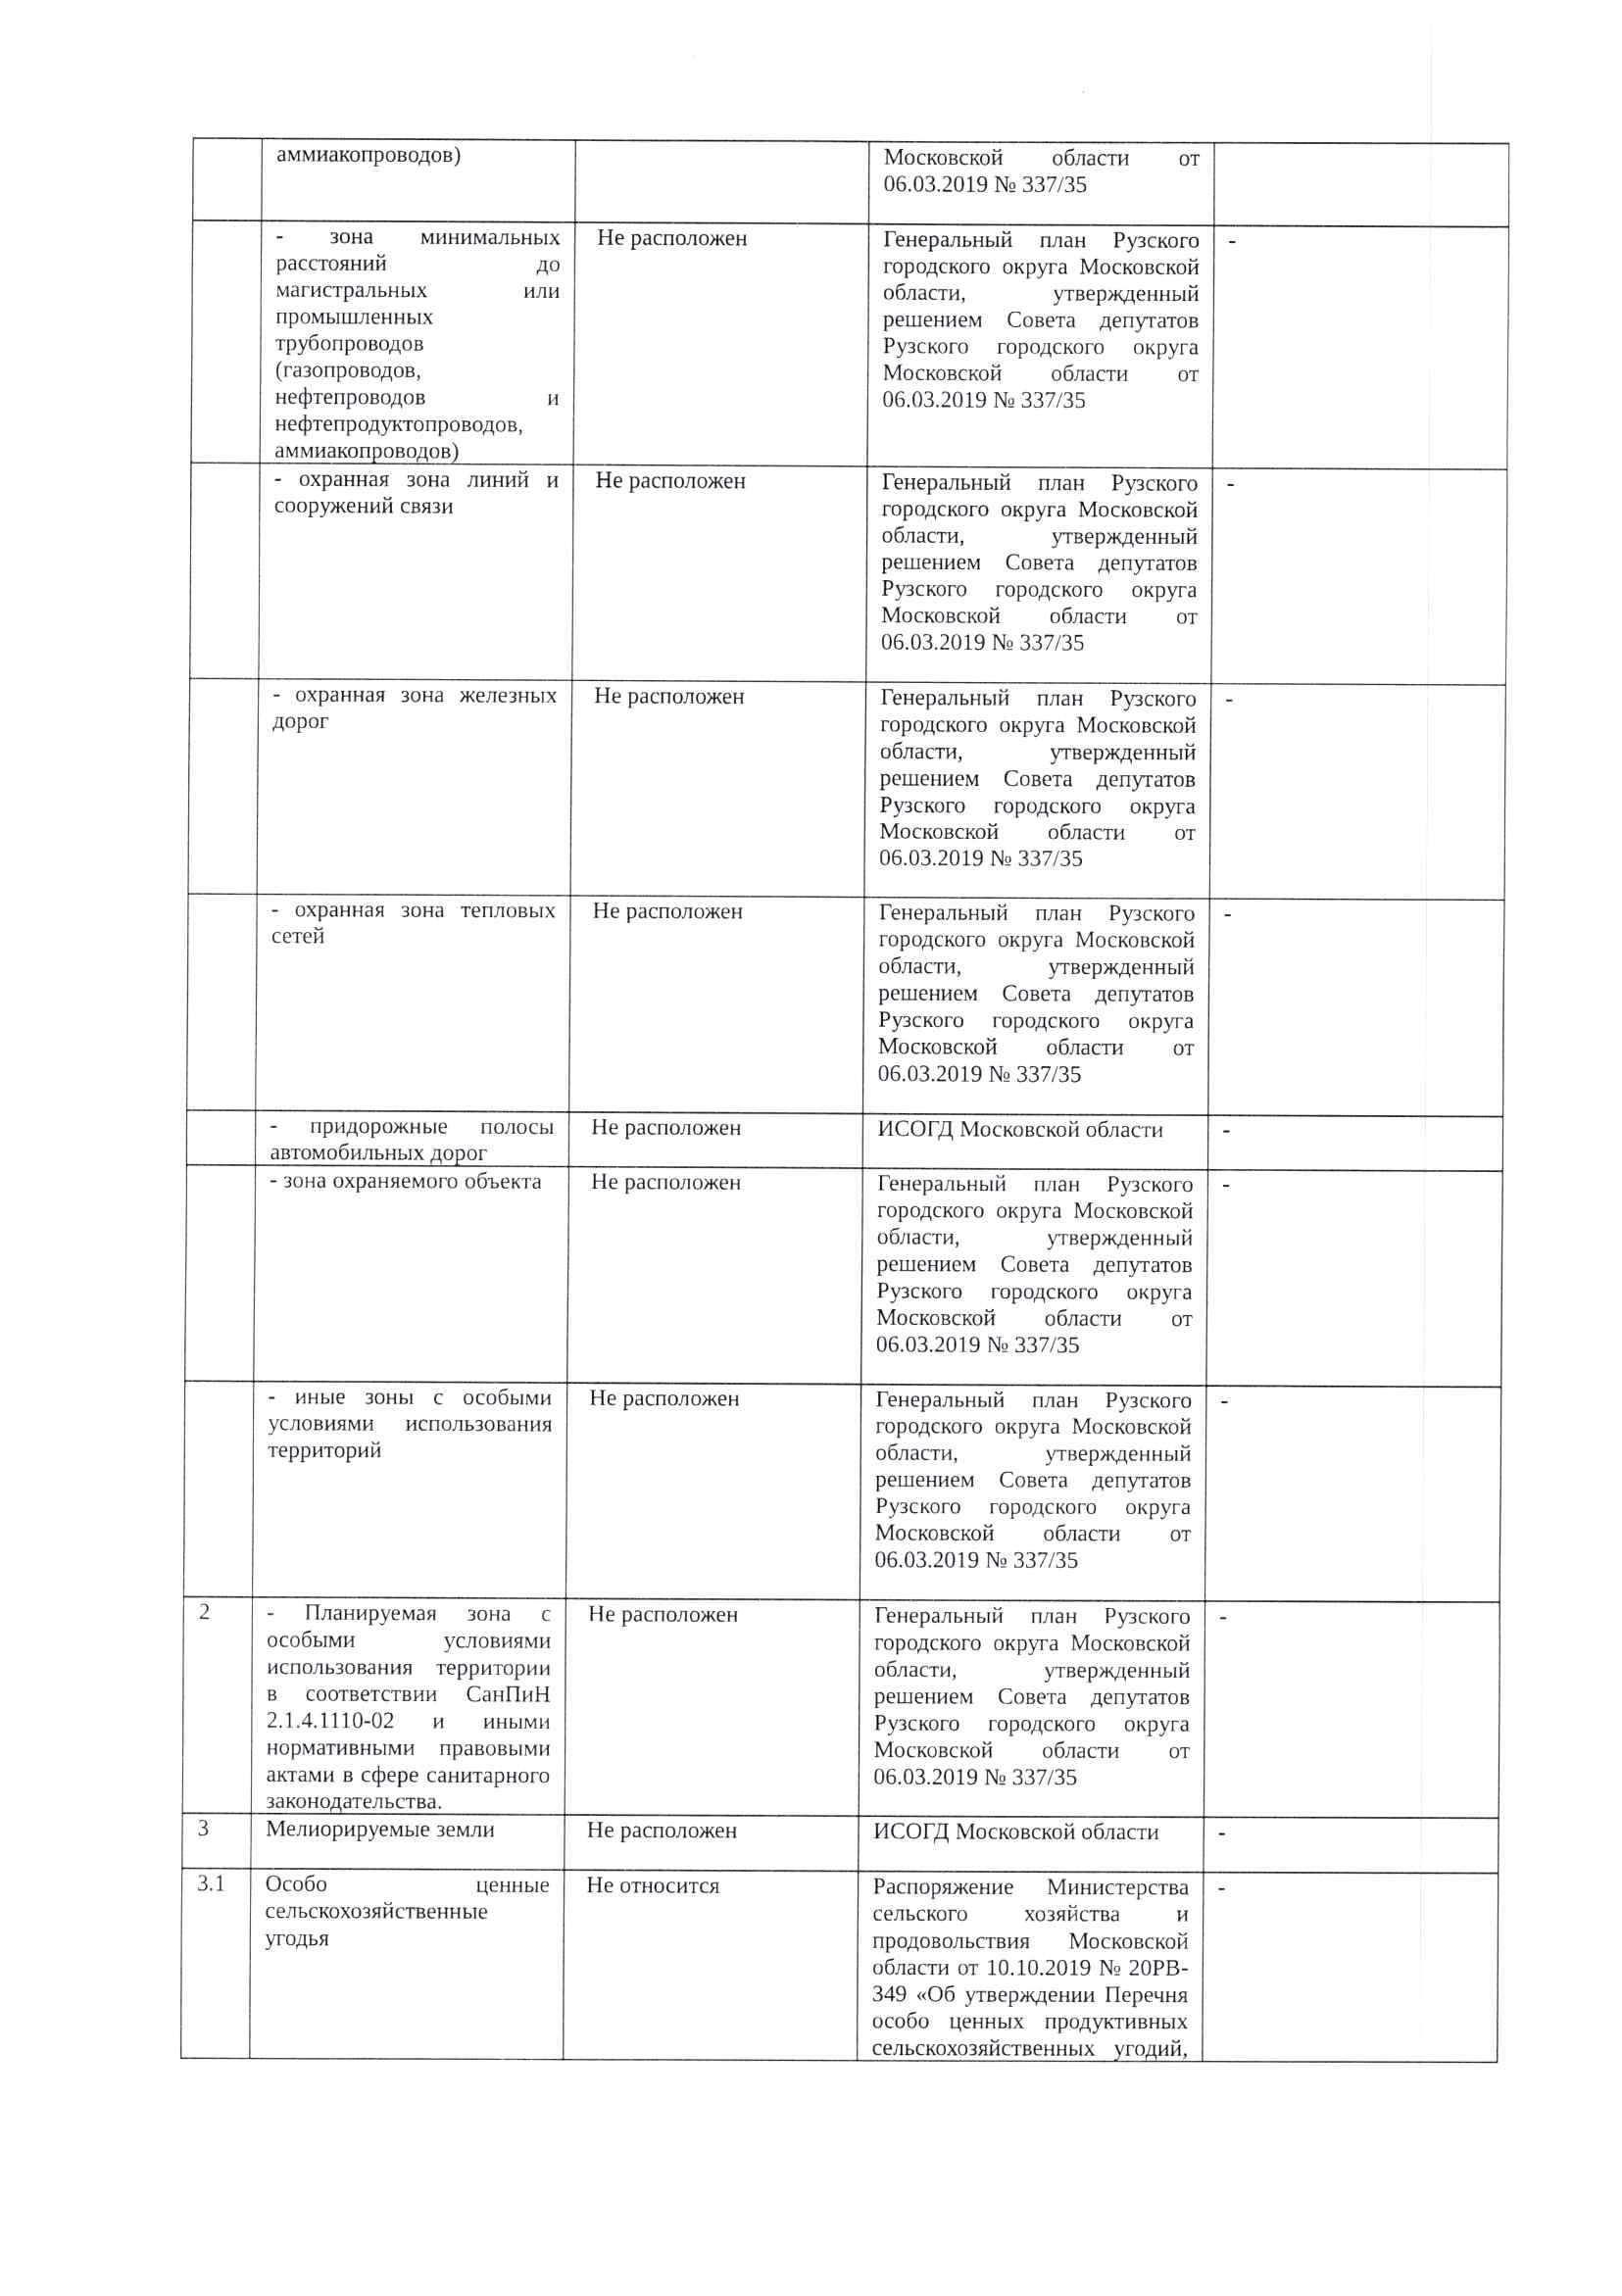 аммиакопроводов)
Московской области от
06.03.2019 № 337/35
- зона минимальных
расстояний до
магистральных или
промышленных
трубопроводов
(газопроводов,
нефтепроводов и
нефтепродуктопроводов,
аммиакопроводов)
Не расположен
Генеральный план Рузского
городского округа Московской
области, утвержденный
решением Совета депутатов
Рузского городского округа
Московской области от
06.03.2019 № 337/35
-
- охранная зона линий и
сооружений связи
Не расположен
Генеральный план Рузского
городского округа Московской
области, утвержденный
решением Совета депутатов
Рузского городского округа
Московской области от
06.03.2019 № 337/35
-
- охранная зона железных
дорог
Не расположен
Генеральный план Рузского
городского округа Московской
области, утвержденный
решением Совета депутатов
Рузского городского округа
Московской области от
06.03.2019 № 337/35
-
- охранная зона тепловых
сетей
Не расположен
Генеральный план Рузского
городского округа Московской
области, утвержденный
решением Совета депутатов
Рузского городского округа
Московской области от
06.03.2019 № 337/35
-
- придорожные полосы
автомобильных дорог
Не расположен
ИСОГД Московской области
-
- зона охраняемого объекта
Не расположен
Генеральный план Рузского
городского округа Московской
области, утвержденный
решением Совета депутатов
Рузского городского округа
Московской области от
06.03.2019 № 337/35
-
- иные зоны с особыми
условиями использования
территорий
Не расположен
Генеральный план Рузского
городского округа Московской
области, утвержденный
решением Совета депутатов
Рузского городского округа
Московской области от
06.03.2019 № 337/35
-
2
- Планируемая зона с
особыми условиями
использования территории
в соответствии СанПиН
2.1.4.1110-02 и иными
нормативными правовыми
актами в сфере санитарного
законодательства.
Не расположен
Генеральный план Рузского
городского округа Московской
области, утвержденный
решением Совета депутатов
Рузского городского округа
Московской области от
06.03.2019 № 337/35
-
3
Мелиорируемые земли
Не расположен
ИСОГД Московской области
-
3.1
Особо ценные
сельскохозяйственные
угодья
Не относится
Распоряжение Министерства
сельского хозяйства и
продовольствия Московской
области от 10.10.2019 № 20РВ-
349 «Об утверждении Перечня
особо ценных продуктивных
сельскохозяйственных угодий,
-